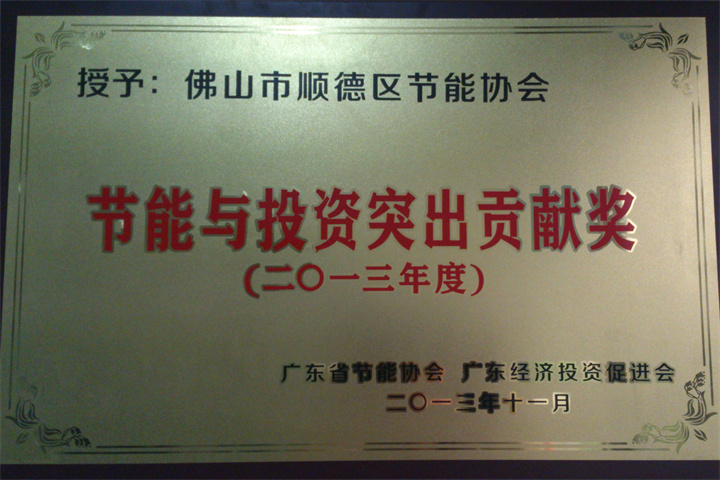 授予：佛山市顺德区节能协会
节能与投资突出贡献奖
(二〇一三年度)
广东省节能协会 广东经济投资促进会
二〇一三年十一月